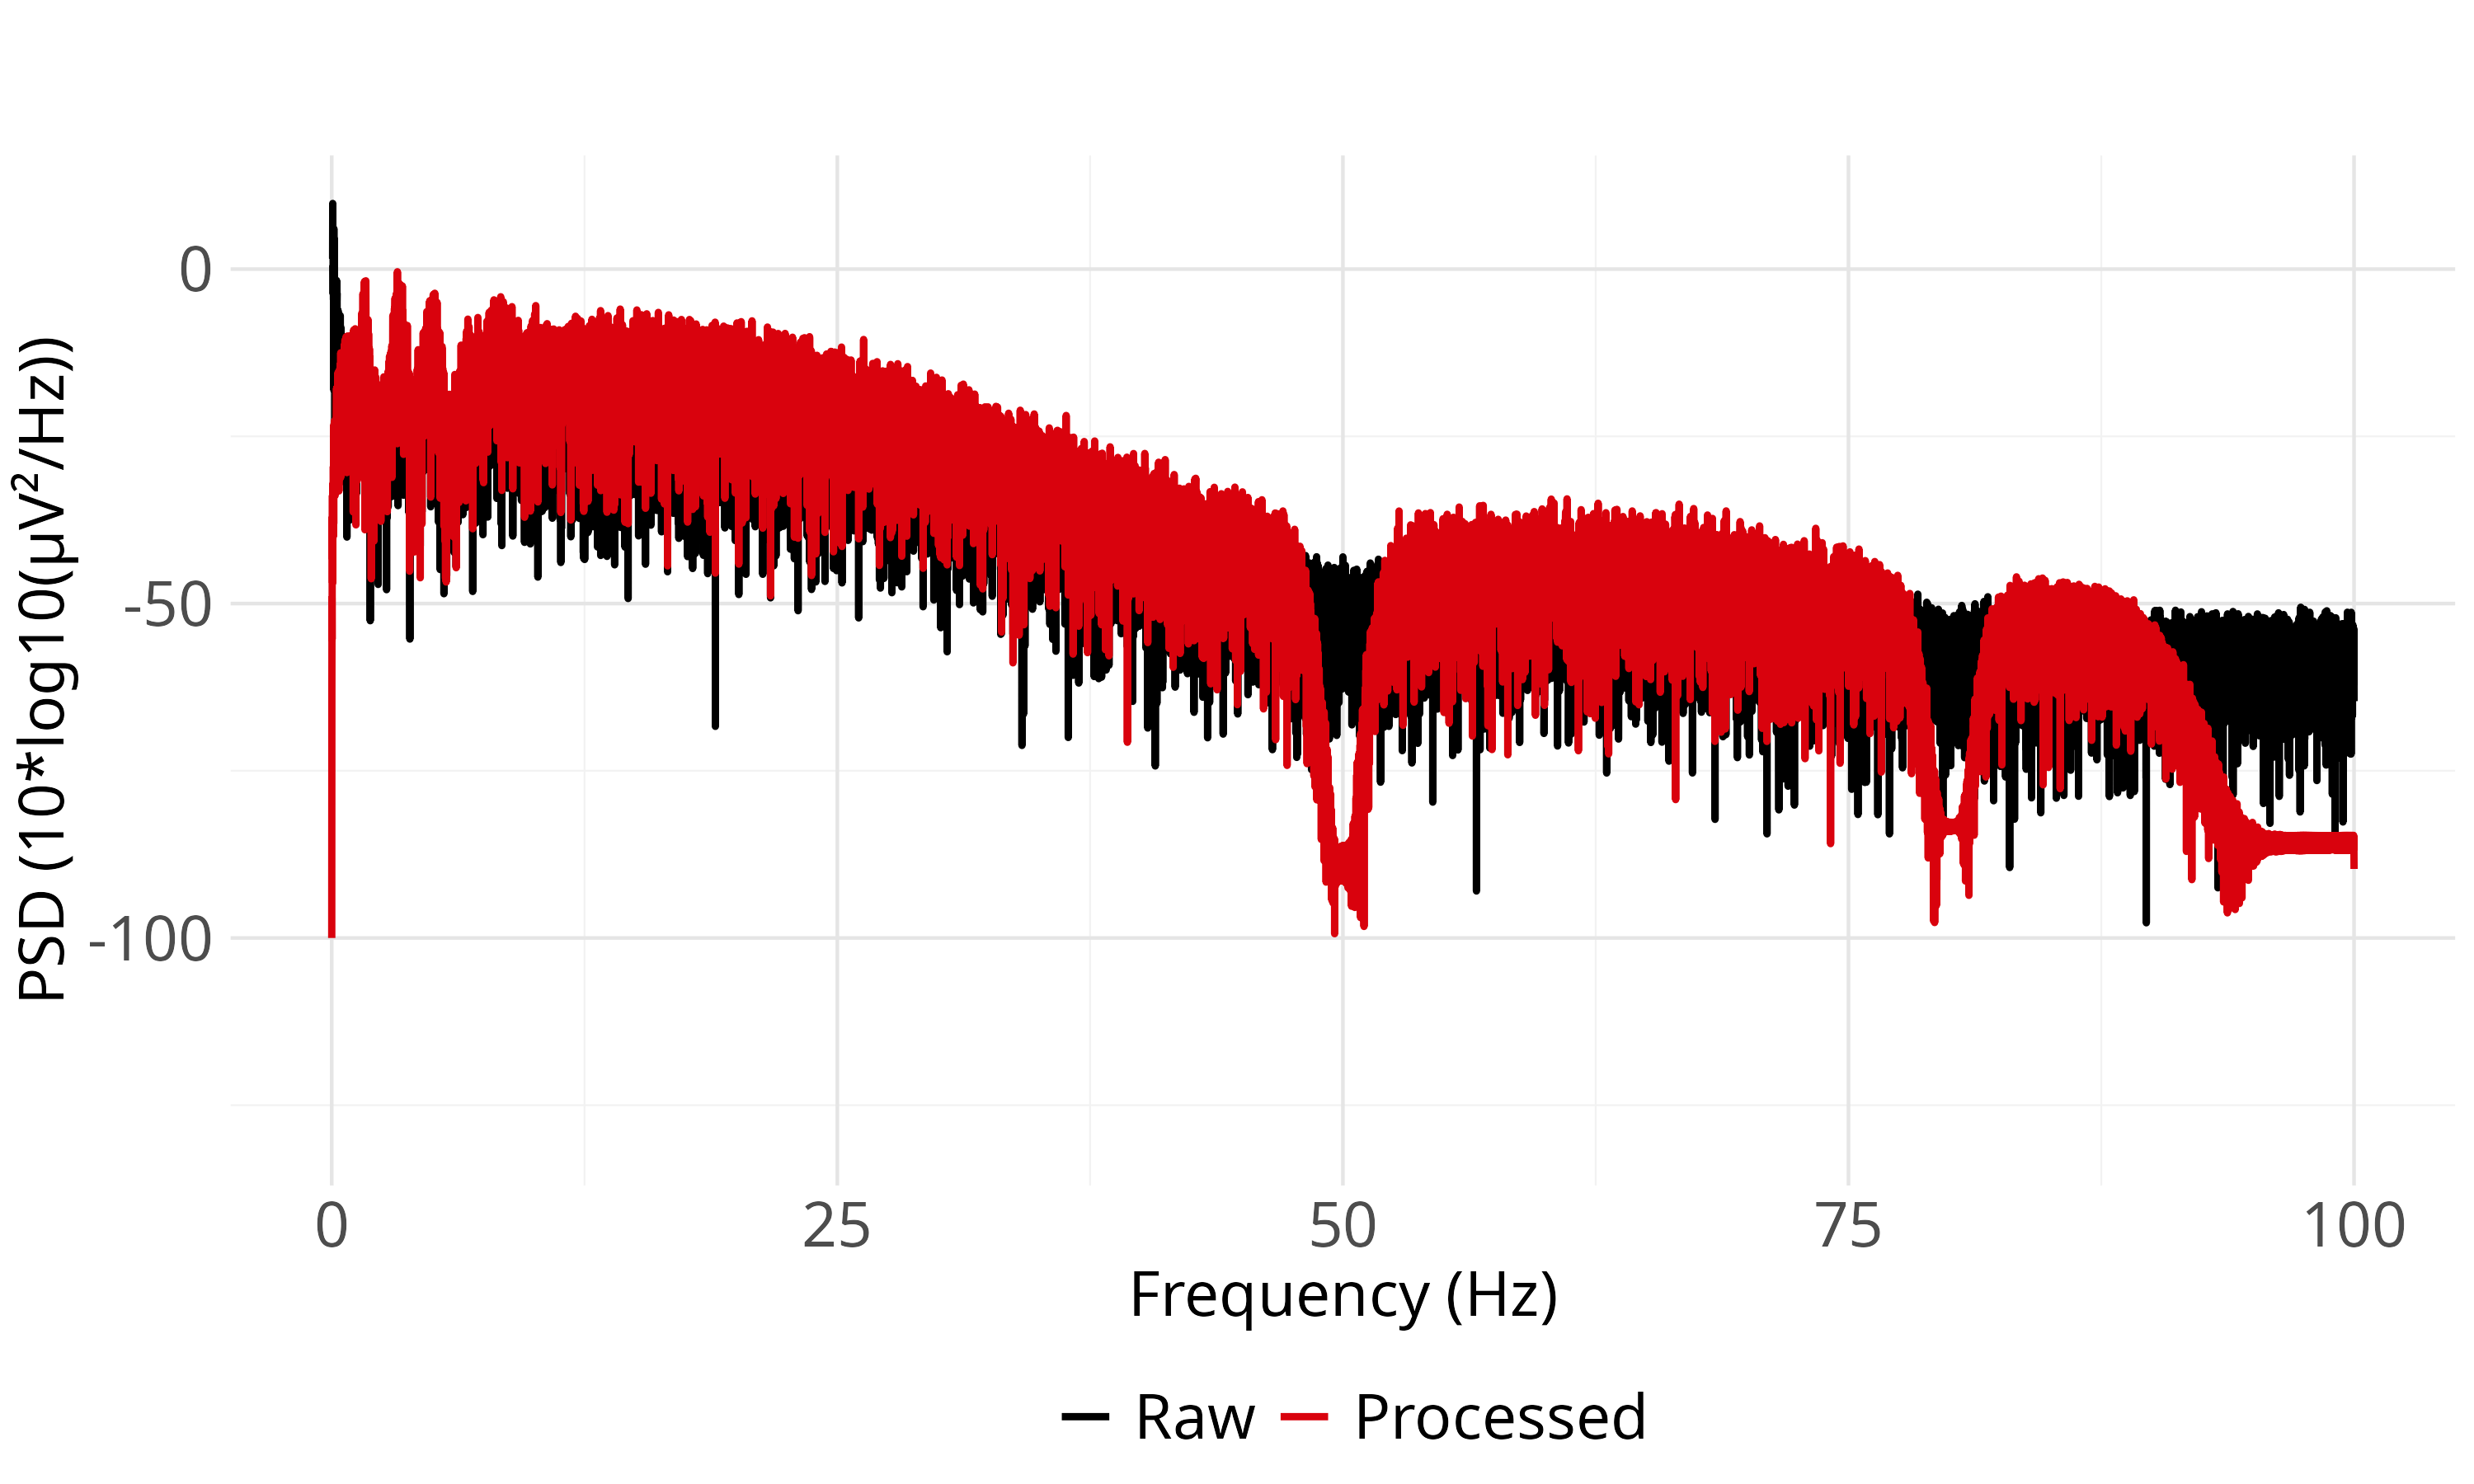 PSD (10*log10(µV²/Hz))
0
-50
-100
0 25 50 75 100
Frequency (Hz)
Raw Processed